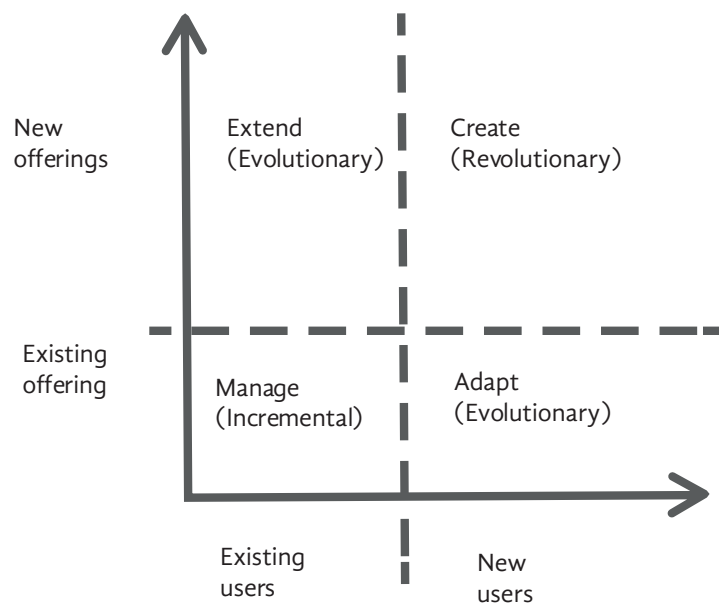 New
offerings
Extend
(Evolutionary)
Create
(Revolutionary)
Existing
offering
Manage
(Incremental)
Adapt
(Evolutionary)
Existing
users
New
users